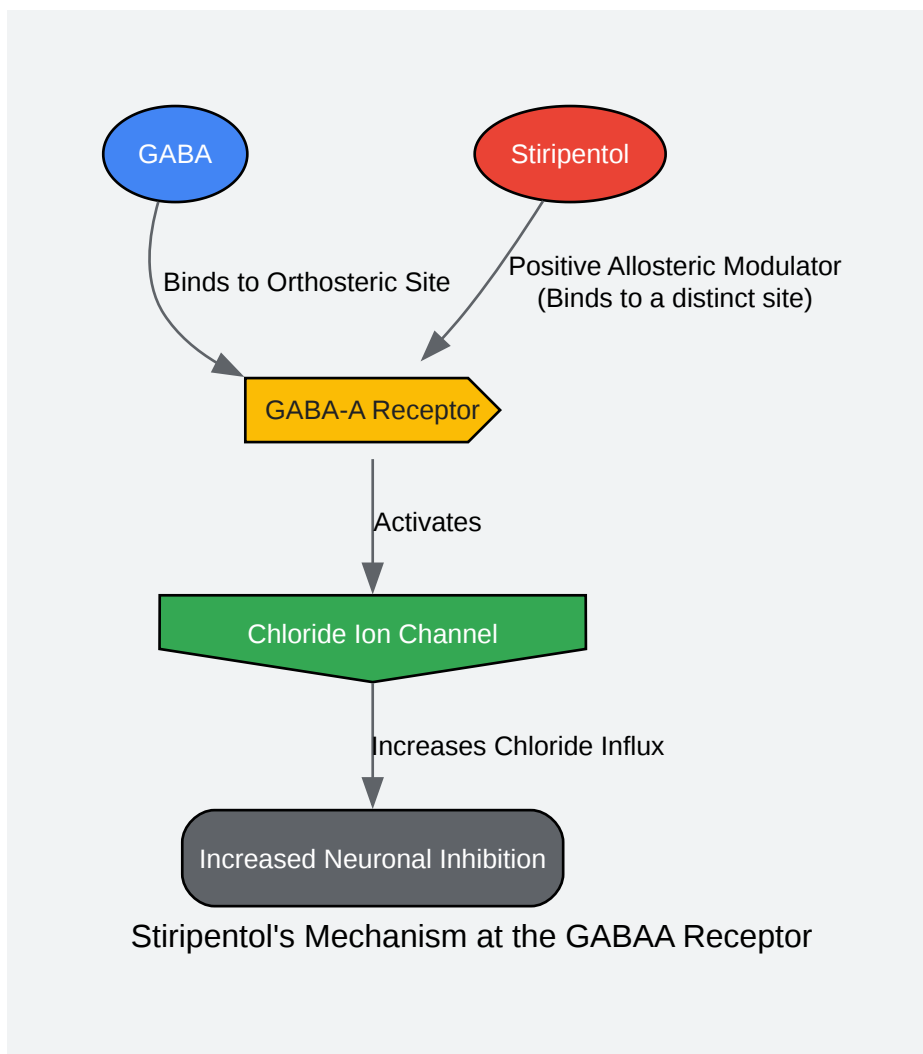 GABA
Stiripentol
Binds to Orthosteric Site
Positive Allosteric Modulator
(Binds to a distinct site)
GABA-A Receptor
Activates
Chloride Ion Channel
Increases Chloride Influx
Increased Neuronal Inhibition
Stiripentol's Mechanism at the GABAA Receptor